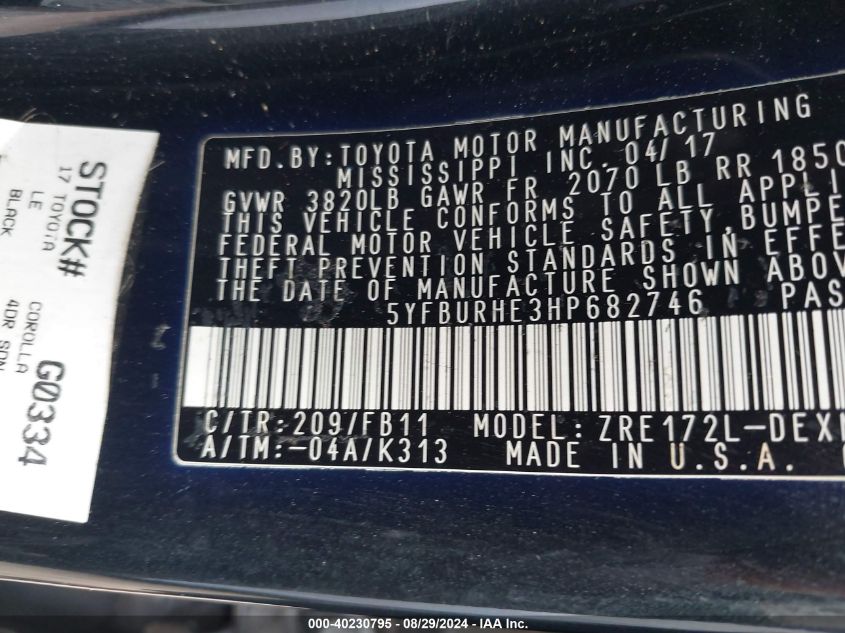 STOCK# G0334
17 TOYOTA COROLLA
LE 4DR SDN
BLACK
MFD.BY:TOYOTA MOTOR MANUFACTURING
MISSISSIPPI INC. 04/17
GVWR 3820LB GAWR FR 2070 LB RR 1850
THIS VEHICLE CONFORMS TO ALL APPLI
FEDERAL MOTOR VEHICLE SAFETY,BUMPE
THEFT PREVENTION STANDARDS IN EFFE
THE DATE OF MANUFACTURE SHOWN ABOV
5YFBURHE3HP682746 PAS
C/TR:209/FB11 MODEL:ZRE172L-DEX
A/TM:-04A/K313 MADE IN U.S.A.
000-40230795 - 08/29/2024 - IAA Inc.